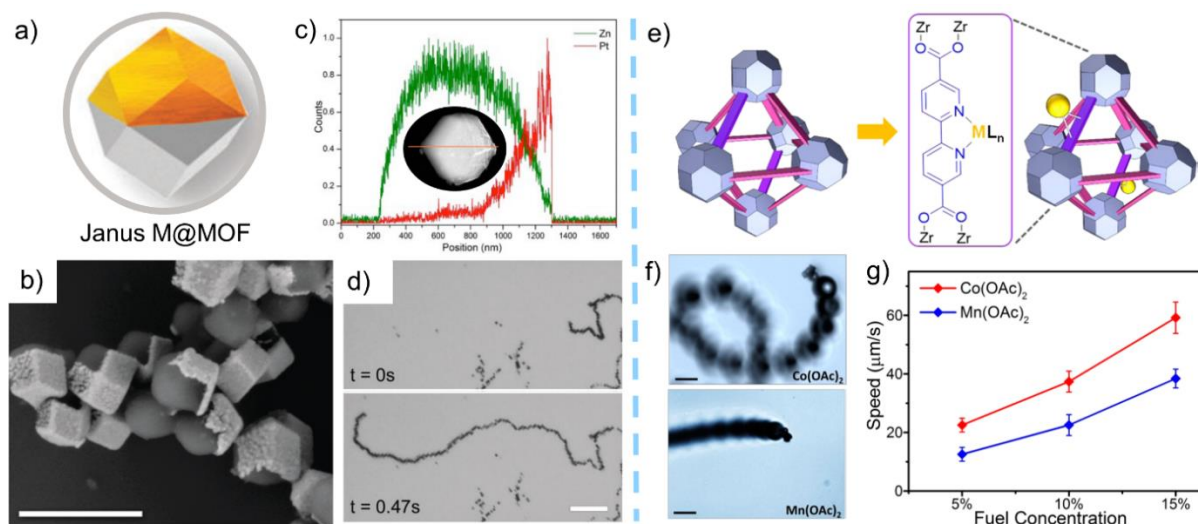 a)
Janus M@MOF
b)
c)
Zn
Pt
Counts
1.0
0.8
0.6
0.4
0.2
0.0
0 200 400 600 800 1000 1200 1400 1600
Position (nm)
d)
t = 0s
t = 0.47s
e)
Zr Zr
O O
N
MLn
N
O O
Zr Zr
f)
Co(OAc)2
Mn(OAc)2
g)
Co(OAc)2
Mn(OAc)2
Speed (μm/s)
60
40
20
0
5% 10% 15%
Fuel Concentration